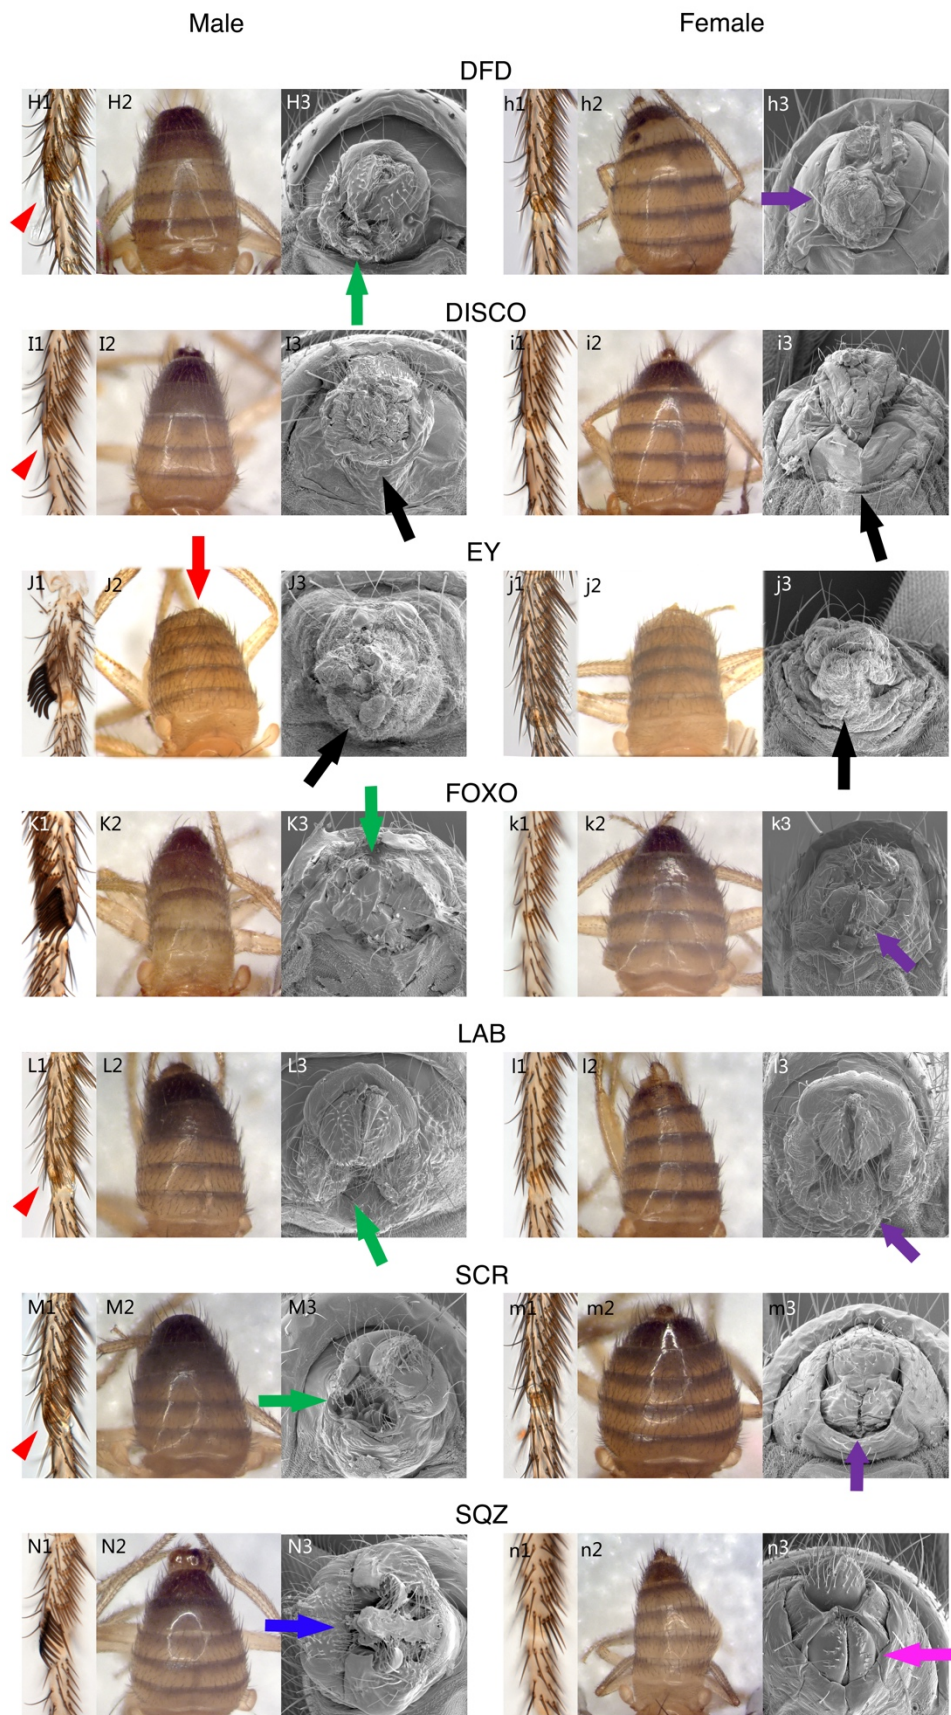 Male Female
DFD
H1 H2 H3 h1 h2 h3
DISCO
I1 I2 I3 i1 i2 i3
EY
J1 J2 J3 j1 j2 j3
FOXO
K1 K2 K3 k1 k2 k3
LAB
L1 L2 L3 l1 l2 l3
SCR
M1 M2 M3 m1 m2 m3
SQZ
N1 N2 N3 n1 n2 n3